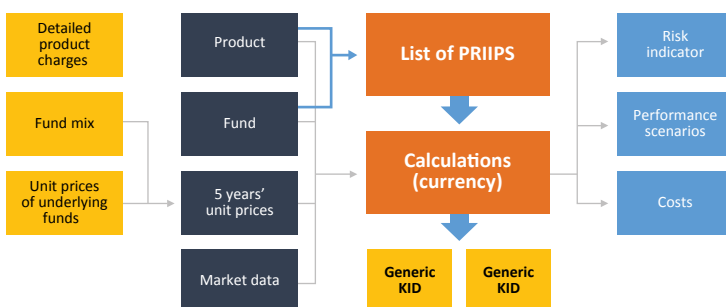 Detailed
product
charges
Product
List of PRIIPS
Risk
indicator
Fund mix
Fund
Calculations
(currency)
Performance
scenarios
Unit prices
of underlying
funds
5 years’
unit prices
Costs
Market data
Generic
KID
Generic
KID